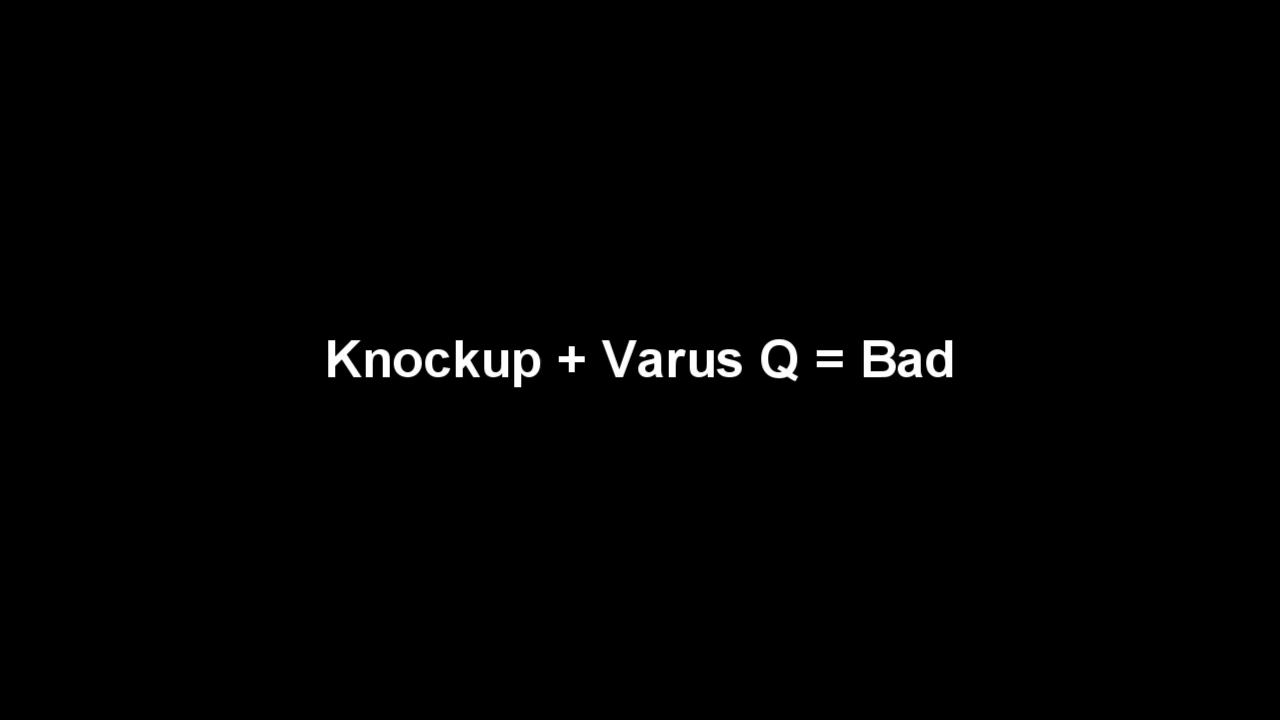 Knockup + Varus Q = Bad